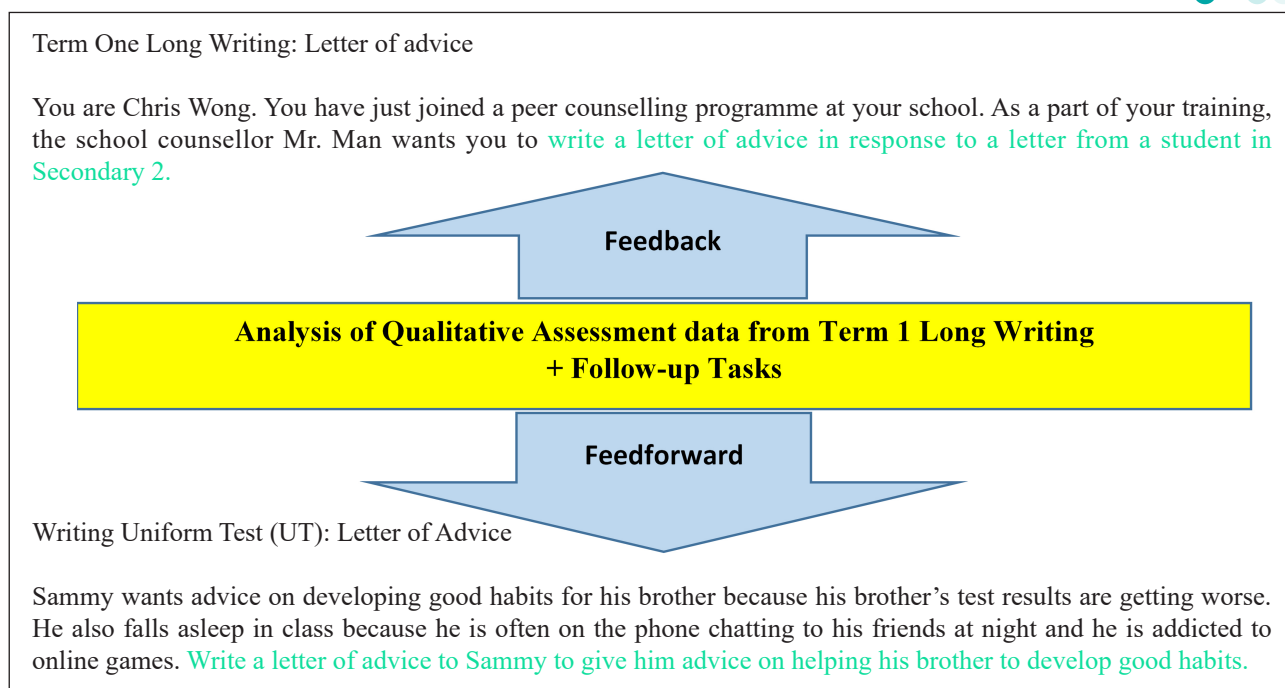 Term One Long Writing: Letter of advice
You are Chris Wong. You have just joined a peer counselling programme at your school. As a part of your training,
the school counsellor Mr. Man wants you to write a letter of advice in response to a letter from a student in
Secondary 2.
Feedback
Analysis of Qualitative Assessment data from Term 1 Long Writing
+ Follow-up Tasks
Feedforward
Writing Uniform Test (UT): Letter of Advice
Sammy wants advice on developing good habits for his brother because his brother’s test results are getting worse.
He also falls asleep in class because he is often on the phone chatting to his friends at night and he is addicted to
online games. Write a letter of advice to Sammy to give him advice on helping his brother to develop good habits.